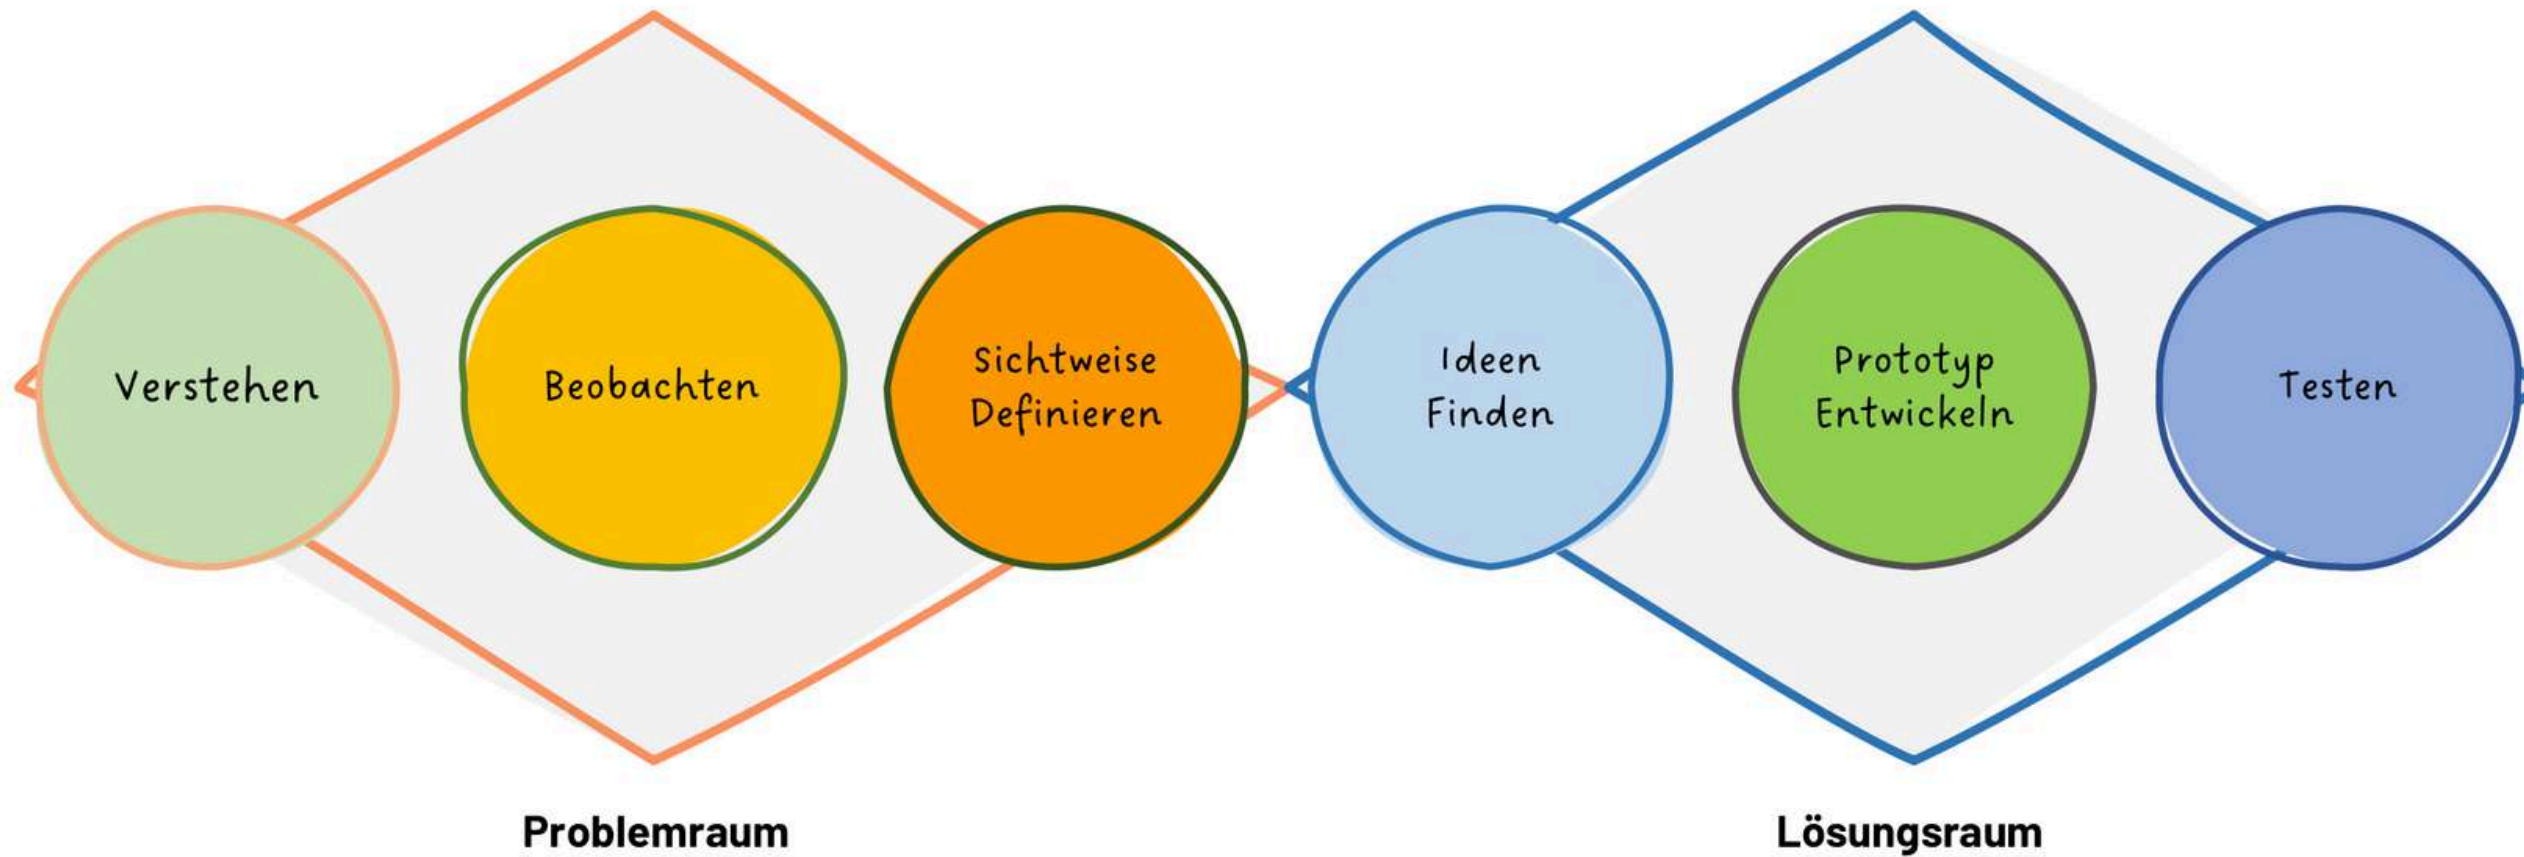 Verstehen
Beobachten
Sichtweise
Definieren
Ideen
Finden
Prototyp
Entwickeln
Testen
Problemraum
Lösungsraum